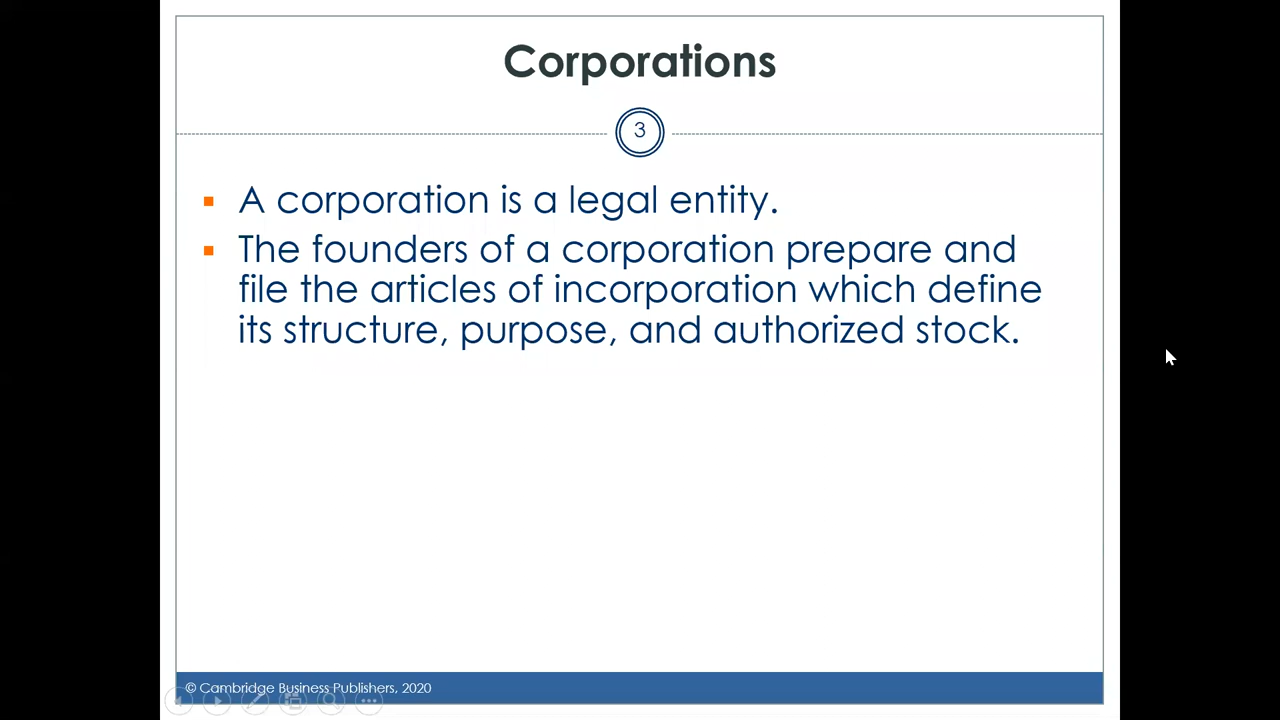 Corporations
3
A corporation is a legal entity.
The founders of a corporation prepare and
file the articles of incorporation which define
its structure, purpose, and authorized stock.
© Cambridge Business Publishers, 2020